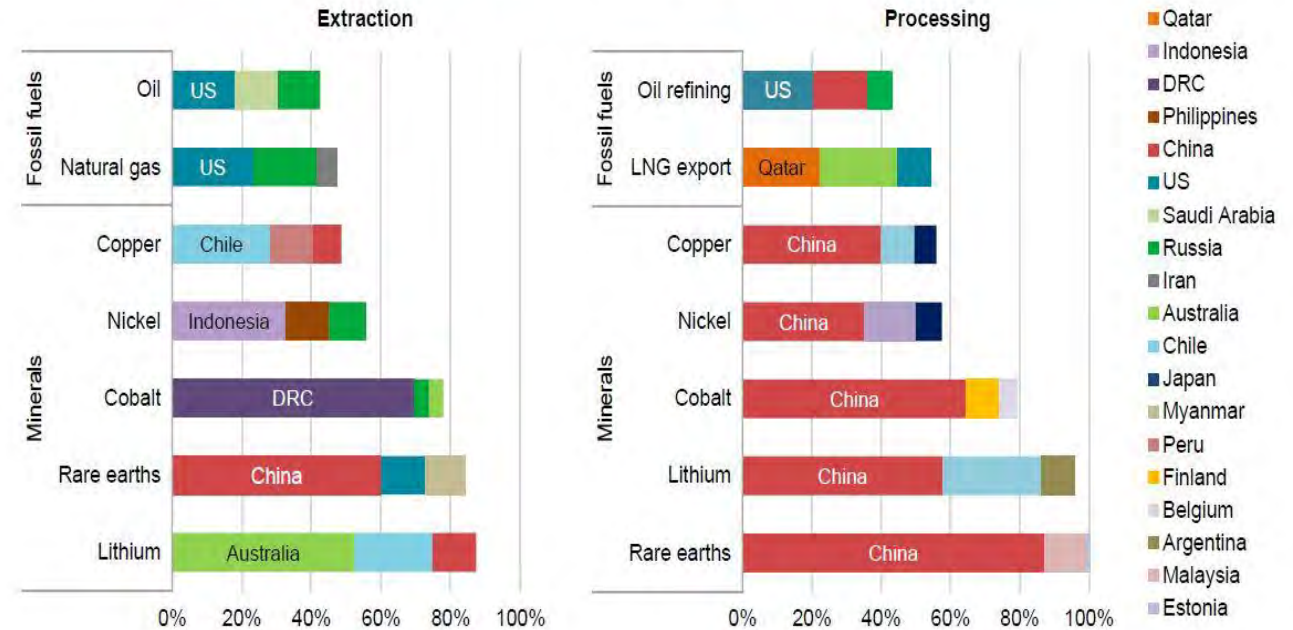 Extraction
Fossil fuels
Oil
US
Natural gas
US
Minerals
Copper
Chile
Nickel
Indonesia
Cobalt
DRC
Rare earths
China
Lithium
Australia
0% 20% 40% 60% 80% 100%
Processing
Fossil fuels
Oil refining
US
LNG export
Qatar
Minerals
Copper
China
Nickel
China
Cobalt
China
Lithium
China
Rare earths
China
0% 20% 40% 60% 80% 100%
Qatar
Indonesia
DRC
Philippines
China
US
Saudi Arabia
Russia
Iran
Australia
Chile
Japan
Myanmar
Peru
Finland
Belgium
Argentina
Malaysia
Estonia